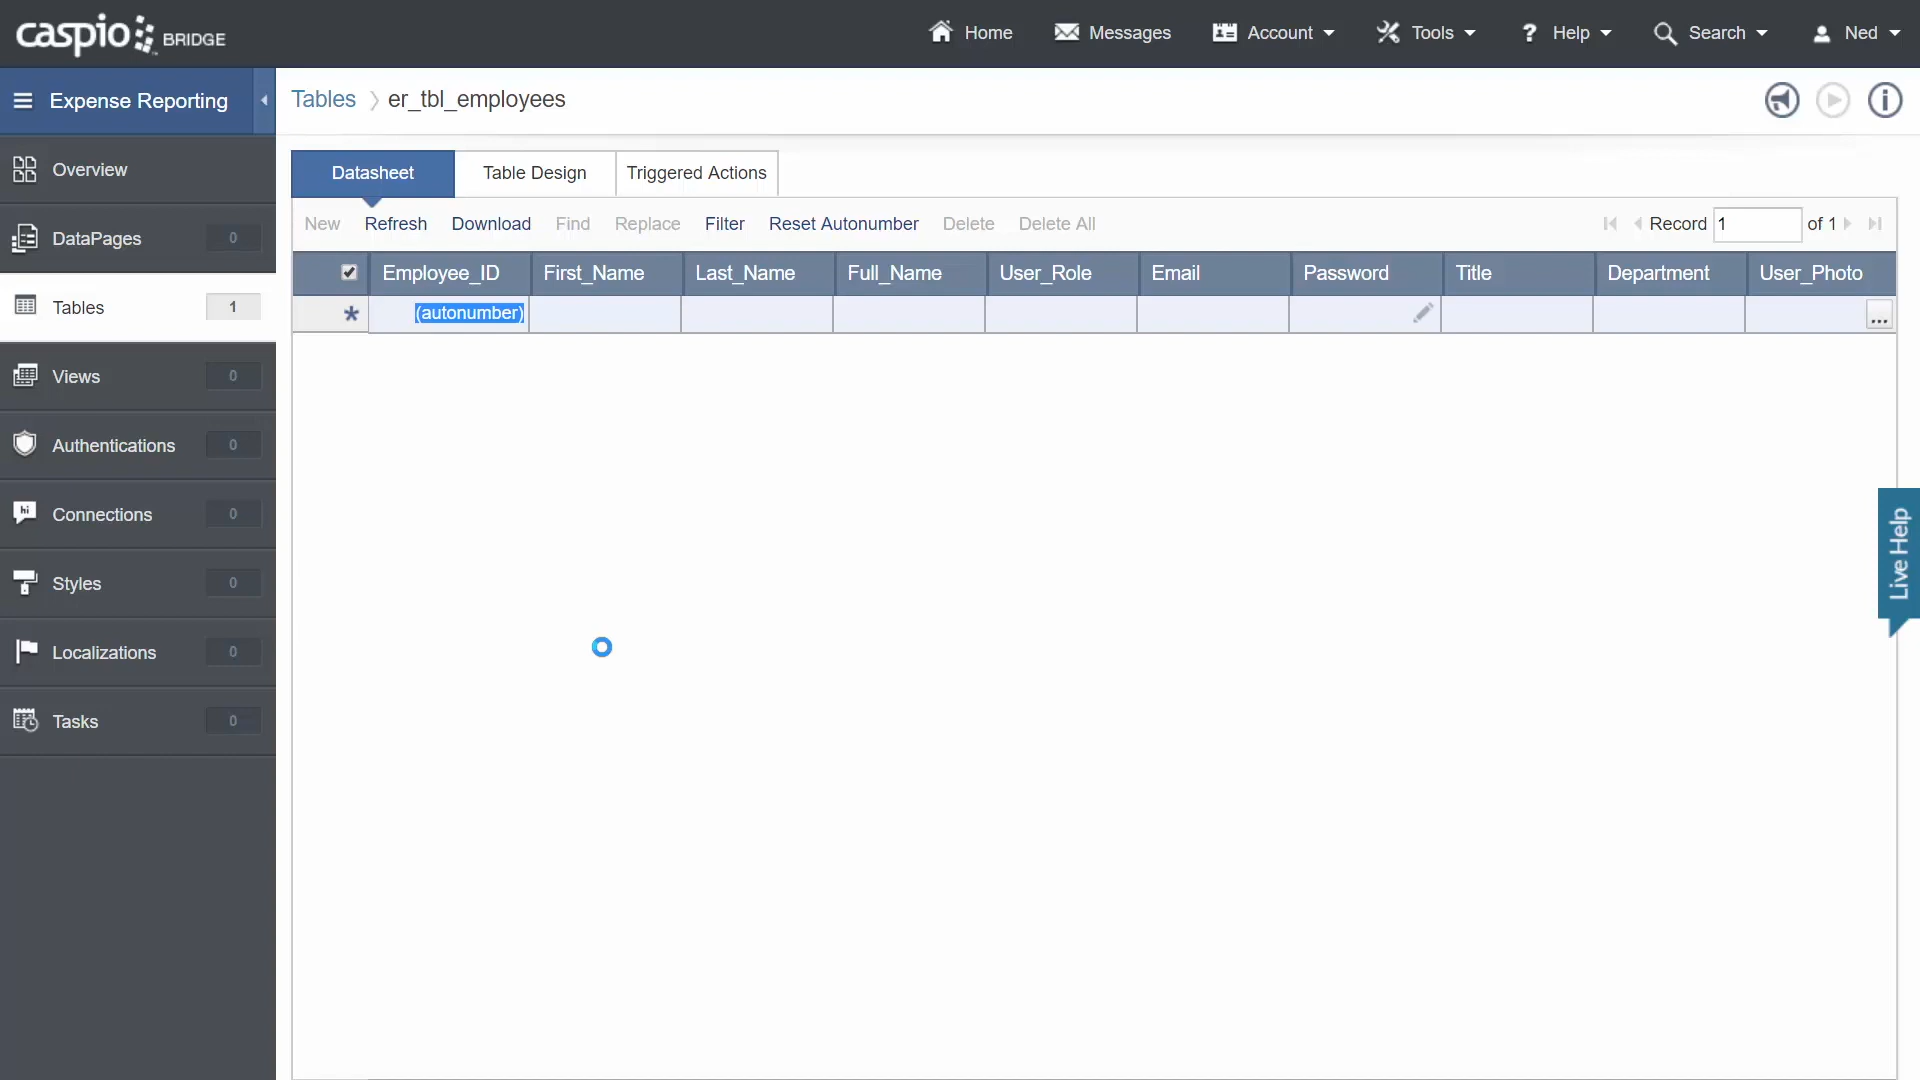 caspio BRIDGE
Home
Messages
Account
Tools
? Help
Search
Ned
Expense Reporting
Tables
er_tbl_employees
Overview
DataPages 0
Tables 1
Views 0
Authentications 0
hi Connections 0
Styles 0
Localizations 0
Tasks 0
Datasheet
Table Design
Triggered Actions
New
Refresh
Download
Find
Replace
Filter
Reset Autonumber
Delete
Delete All
Record 1 of 1
Employee_ID
First_Name
Last_Name
Full_Name
User_Role
Email
Password
Title
Department
User_Photo
* (autonumber)
...
Live Help